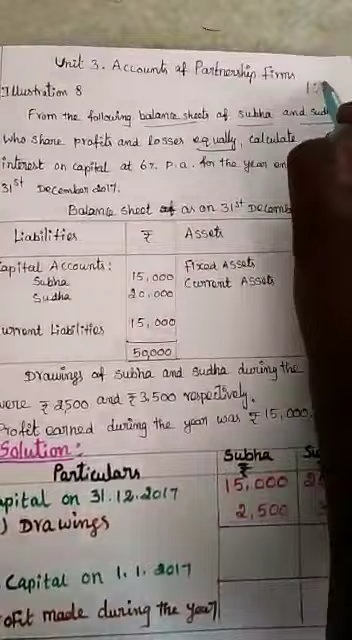 Unit 3. Accounts of Partnership Firms
Illustration 8
From the following balance sheets of Subha and
who share profits and losses equally, calculate
interest on capital at 6% p.a. for the year
31st December 2017.
Balance sheet as on 31st
Liabilities ₹ Assets
Capital Accounts: Fixed Assets
Subha 15,000 Current Assets
Sudha 20,000
Current Liabilities 15,000
50,000
Drawings of Subha and Sudha during the
were ₹ 2,500 and ₹ 3,500 respectively.
Profit earned during the year was ₹ 15,000.
Solution:
Particulars Subha
₹
Capital on 31.12.2017 15,000
Drawings 2,500
Capital on 1.1.2017
Profit made during the year